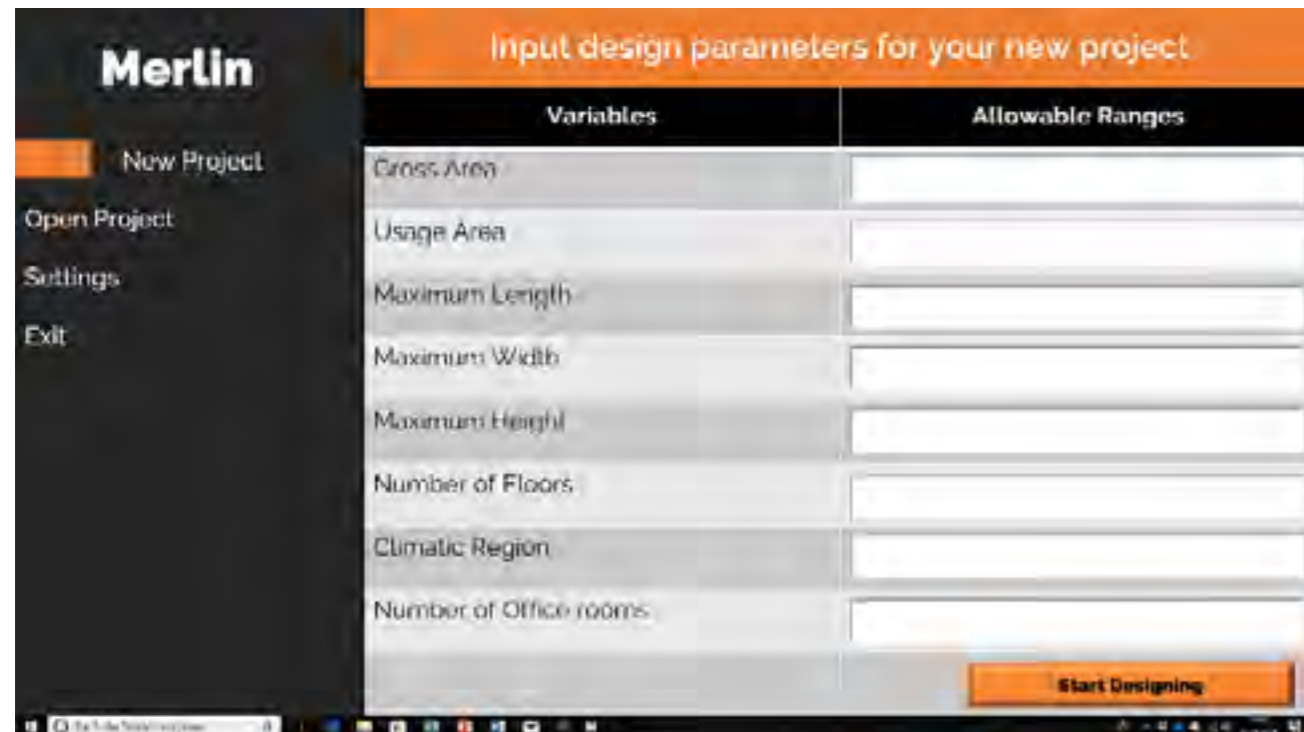 Merlin
New Project
Open Project
Settings
Exit
Input design parameters for your new project
Variables Allowable Ranges
Gross Area
Usage Area
Maximum Length
Maximum Width
Maximum Height
Number of Floors
Climatic Region
Number of Office rooms
Start Designing